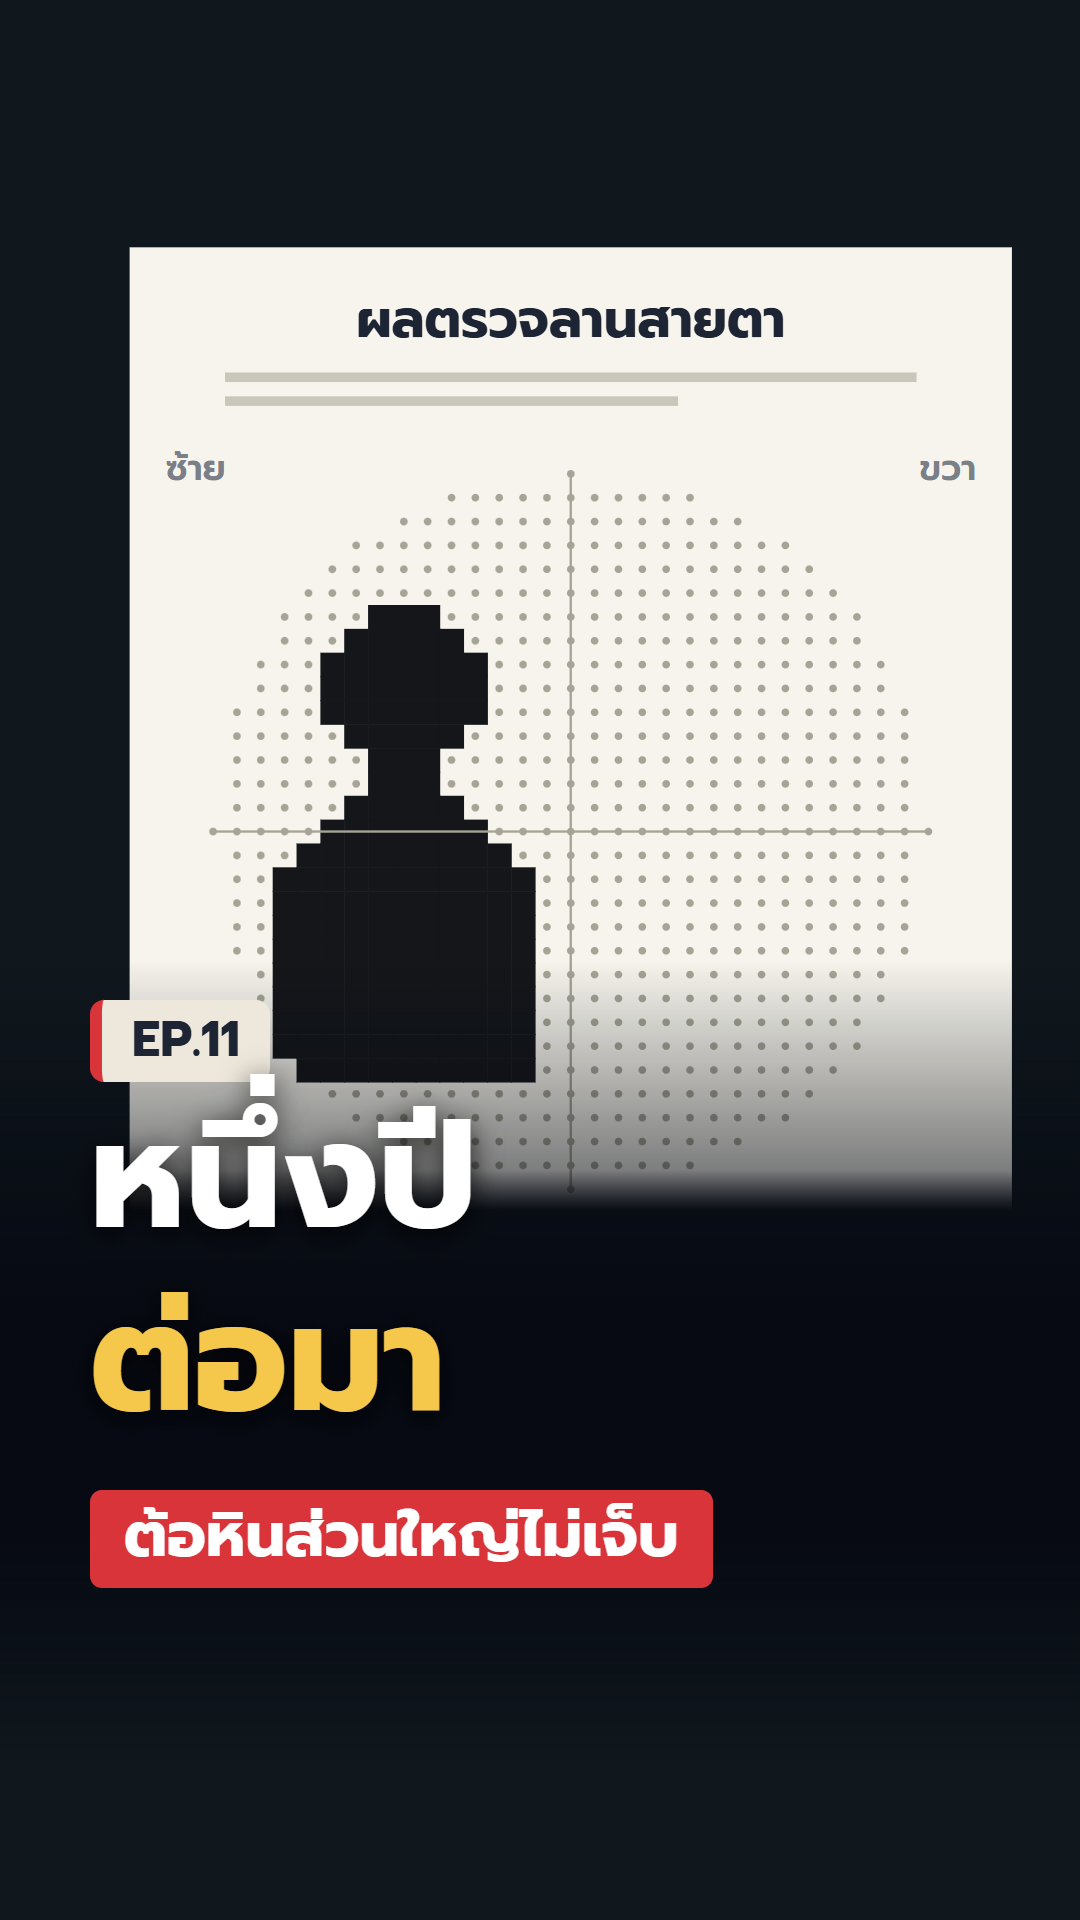 ผลตรวจลานสายตา
ซ้าย
ขวา
EP.11
หนึ่งปี
ต่อมา
ต้อหินส่วนใหญ่ไม่เจ็บ